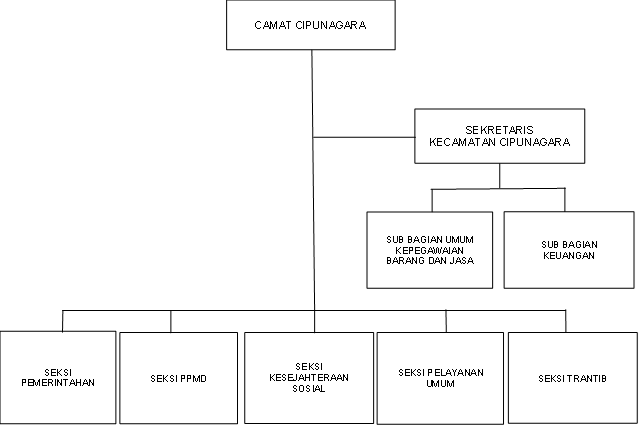 CAMAT CIPUNAGARA
SEKRETARIS
KECAMATAN CIPUNAGARA
SUB BAGIAN UMUM
KEPEGAWAIAN
BARANG DAN JASA
SUB BAGIAN
KEUANGAN
SEKSI
PEMERINTAHAN
SEKSI PPMD
SEKSI
KESEJAHTERAAN
SOSIAL
SEKSI PELAYANAN
UMUM
SEKSI TRANTIB